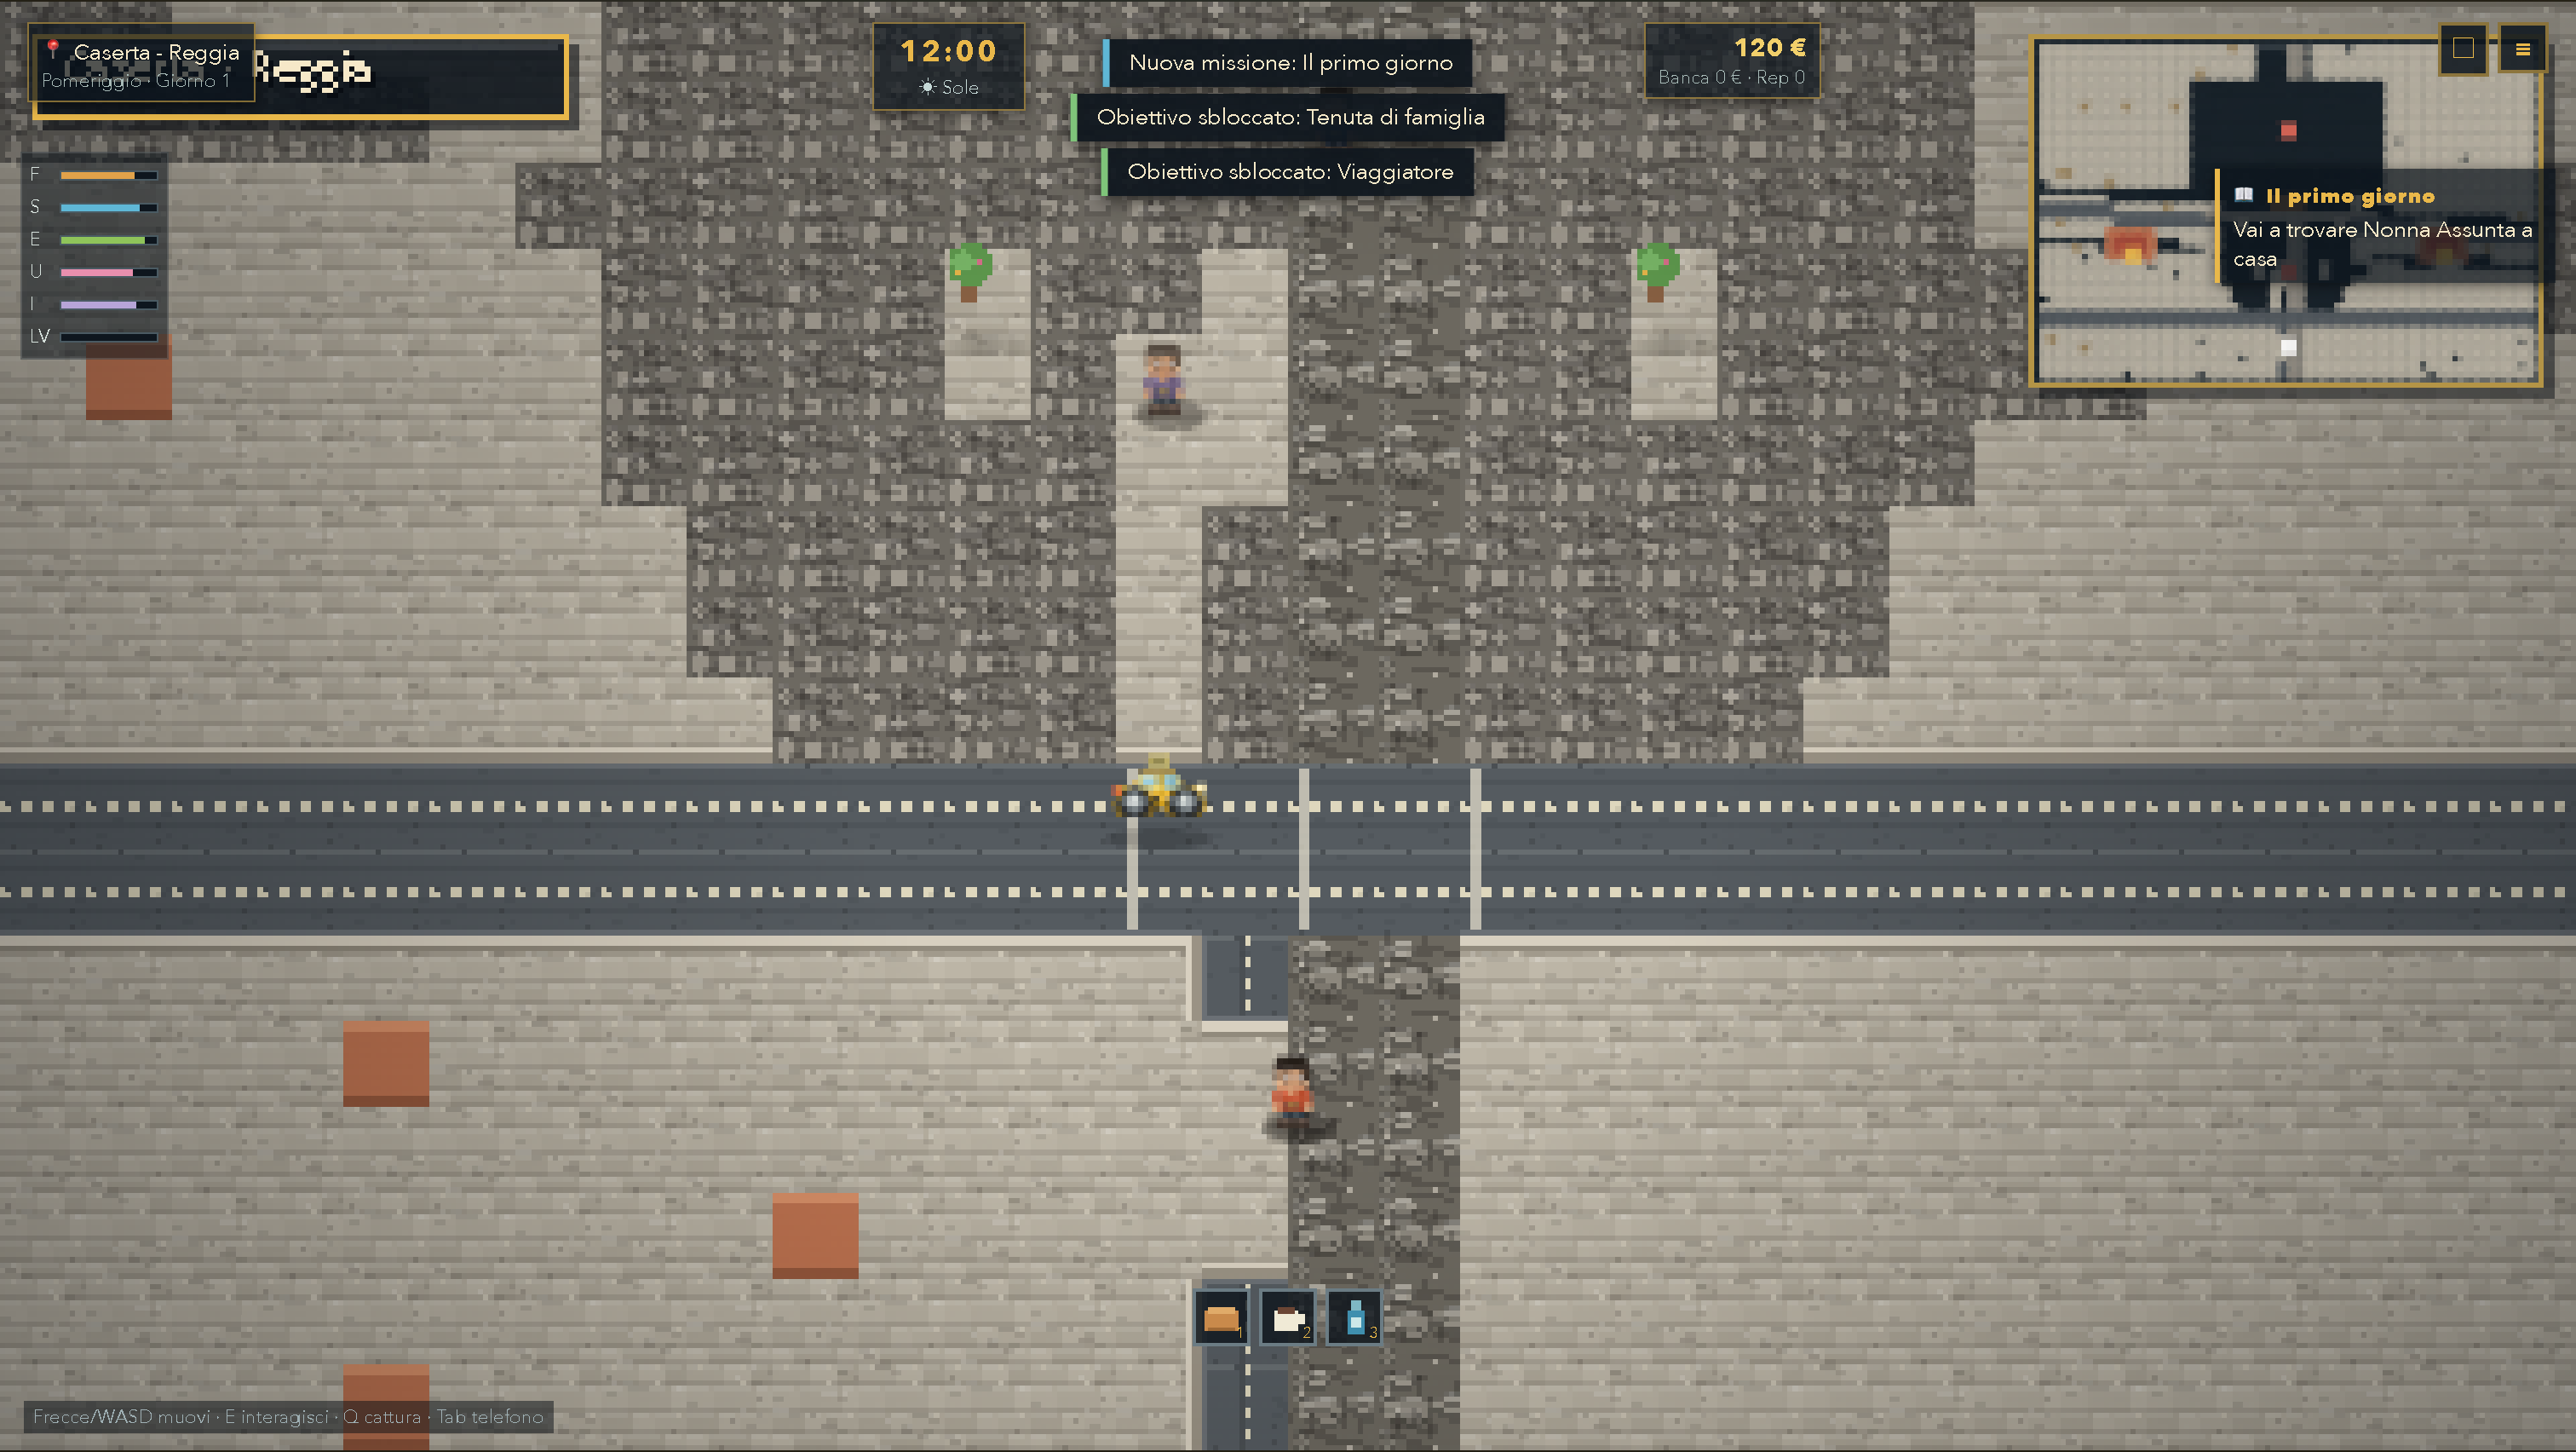 📍 Caserta - Reggia
Pomeriggio · Giorno 1
Reggia
12:00
☀ Sole
Nuova missione: Il primo giorno
Obiettivo sbloccato: Tenuta di famiglia
Obiettivo sbloccato: Viaggiatore
120 €
Banca 0 € · Rep 0
≡
📖 Il primo giorno
Vai a trovare Nonna Assunta a
casa
F
S
E
U
I
LV
1
2
3
Frecce/WASD muovi · E interagisci · Q cattura · Tab telefono